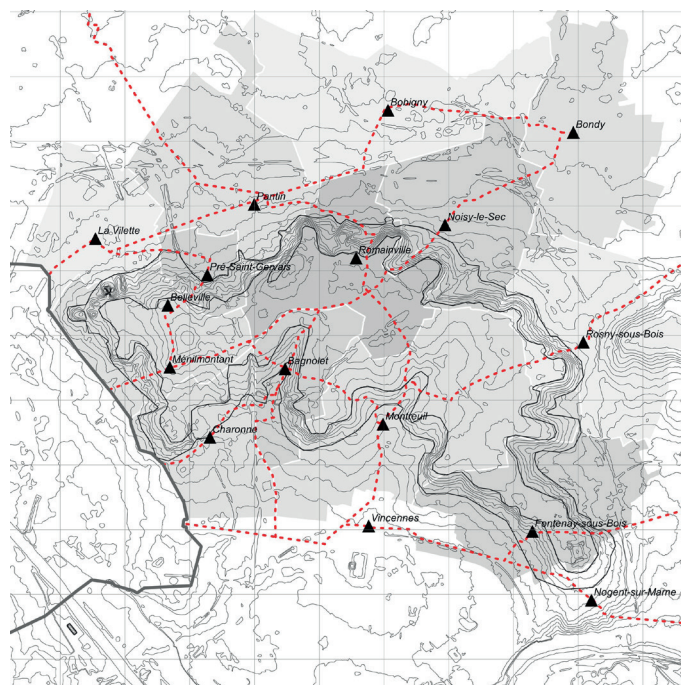 Bobigny
Bondy
Pantin
Noisy-le-Sec
La Vilette
Romainville
Pré-Saint-Gervais
Belleville
Rosny-sous-Bois
Ménilmontant
Bagnolet
Montreuil
Charonne
Vincennes
Fontenay-sous-Bois
Nogent-sur-Marne